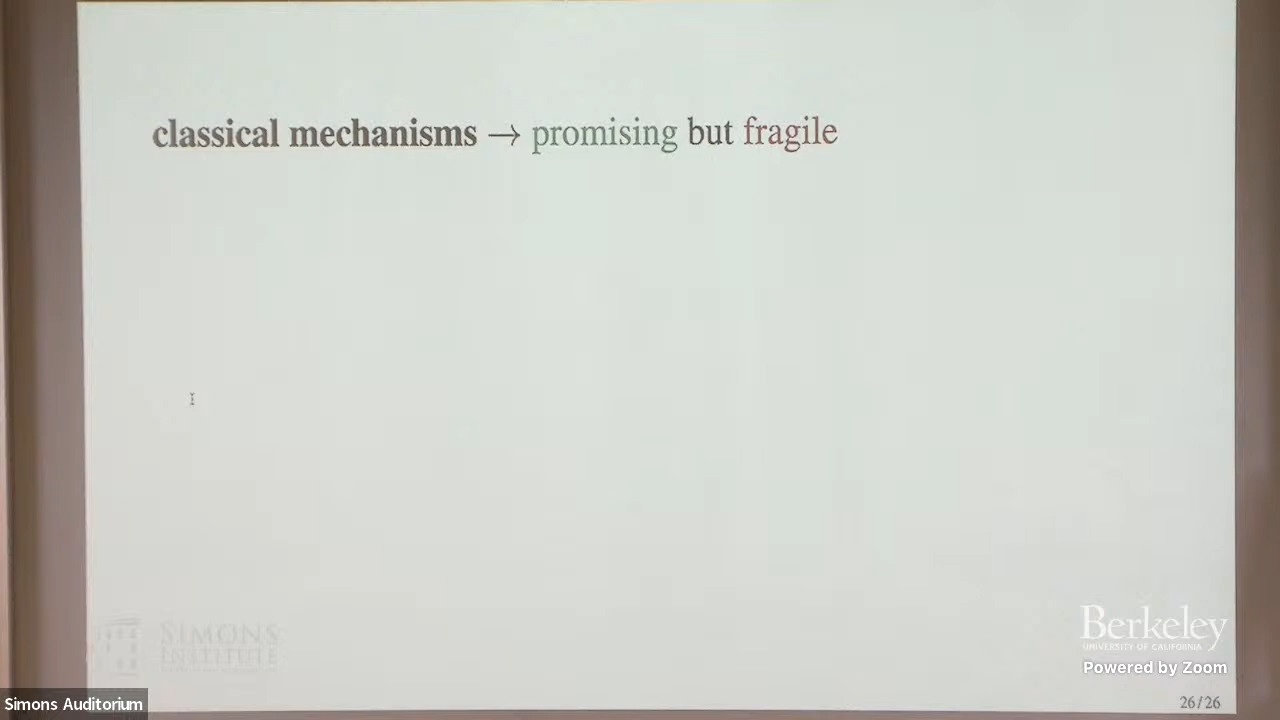 classical mechanisms → promising but fragile
SIMONS
INSTITUTE
Berkeley
UNIVERSITY OF CALIFORNIA
Powered by Zoom
Simons Auditorium
26/26